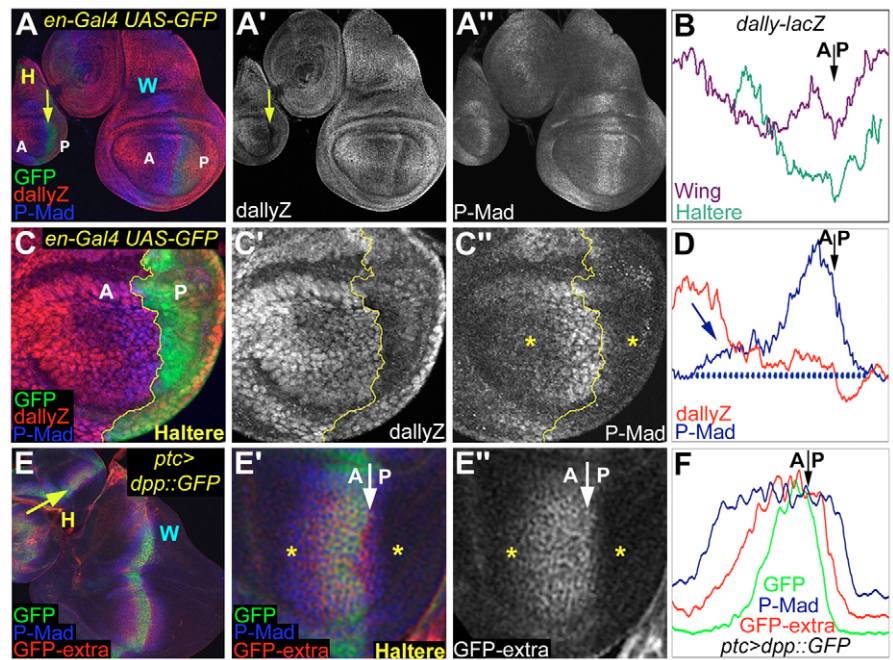 A
en-Gal4 UAS-GFP
H
W
A
P
A
P
GFP
dallyZ
P-Mad
A'
dallyZ
A"
P-Mad
B
dally-lacZ
A P
Wing
Haltere
C
en-Gal4 UAS-GFP
A
P
GFP
dallyZ
P-Mad
Haltere
C'
dallyZ
C"
*
*
P-Mad
D
A P
dallyZ
P-Mad
E
ptc>
dpp::GFP
H
W
GFP
P-Mad
GFP-extra
E'
A P
*
*
GFP
P-Mad
GFP-extra
Haltere
E"
A P
*
*
GFP-extra
F
A P
GFP
P-Mad
GFP-extra
ptc>dpp::GFP